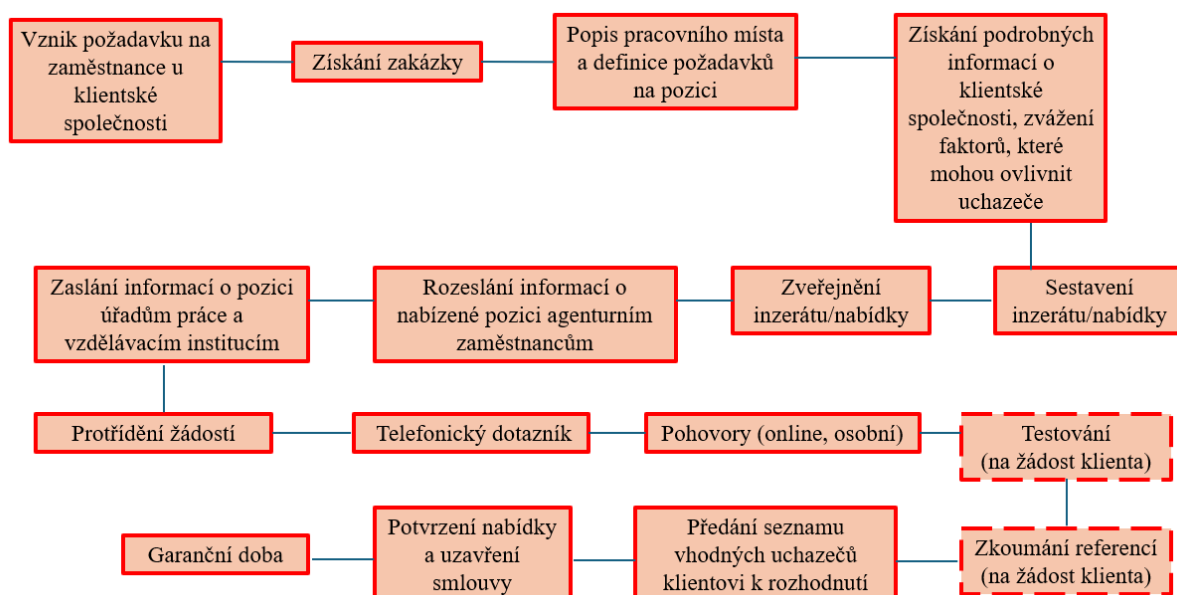 Vznik požadavku na
zaměstnance u
klientské
společnosti
Získání zakázky
Popis pracovního místa
a definice požadavků
na pozici
Získání podrobných
informací o
klientské
společnosti, zvážení
faktorů, které
mohou ovlivnit
uchazeče
Sestavení
inzerátu/nabídky
Zveřejnění
inzerátu/nabídky
Rozeslání informací o
nabízené pozici agenturním
zaměstnancům
Zaslání informací o pozici
úřadům práce a
vzdělávacím institucím
Protřídění žádostí
Telefonický dotazník
Pohovory (online, osobní)
Testování
(na žádost klienta)
Zkoumání referencí
(na žádost klienta)
Předání seznamu
vhodných uchazečů
klientovi k rozhodnutí
Potvrzení nabídky
a uzavření
smlouvy
Garanční doba